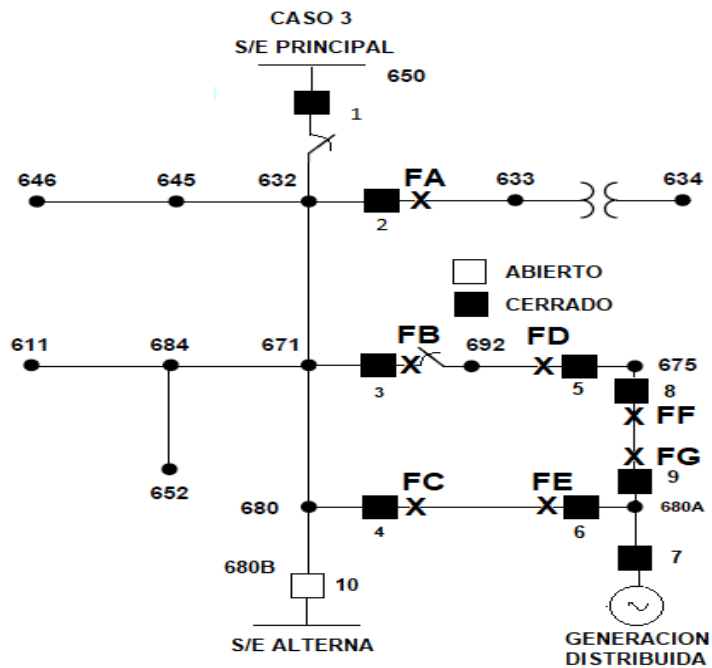 CASO 3
S/E PRINCIPAL
650
1
646
645
632
FA
633
634
2
ABIERTO
CERRADO
611
684
671
FB
692
FD
675
3
5
8
FF
652
FG
9
680
FC
FE
680A
4
6
680B
10
7
S/E ALTERNA
GENERACION
DISTRIBUIDA